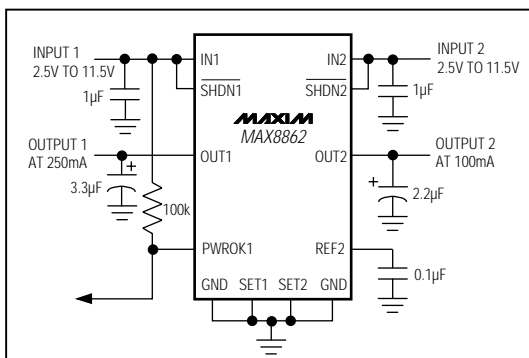 INPUT 1
2.5V TO 11.5V
1µF
OUTPUT 1
AT 250mA
3.3µF
+
100k
IN1
SHDN1
OUT1
PWROK1
MAXIM
MAX8862
IN2
SHDN2
OUT2
REF2
GND SET1 SET2 GND
INPUT 2
2.5V TO 11.5V
1µF
OUTPUT 2
AT 100mA
+
2.2µF
0.1µF